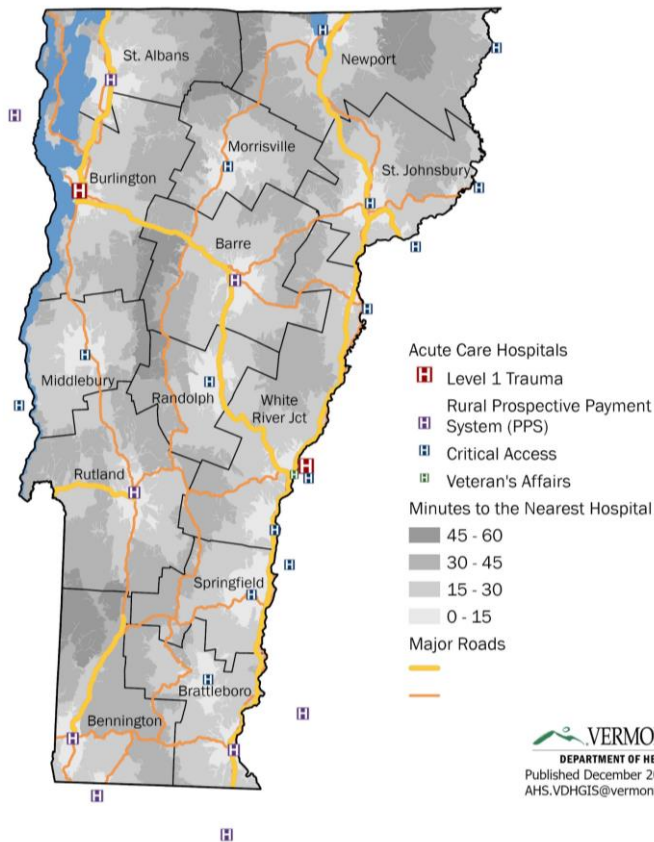 St. Albans
Newport
Morrisville
St. Johnsbury
Burlington
Barre
Middlebury
Randolph
White
River Jct
Rutland
Springfield
Brattleboro
Bennington
Acute Care Hospitals
H Level 1 Trauma
H Rural Prospective Payment
System (PPS)
H Critical Access
H Veteran's Affairs
Minutes to the Nearest Hospital
45 - 60
30 - 45
15 - 30
0 - 15
Major Roads
VERMO
DEPARTMENT OF HE
Published December 20
AHS.VDHGIS@vermon